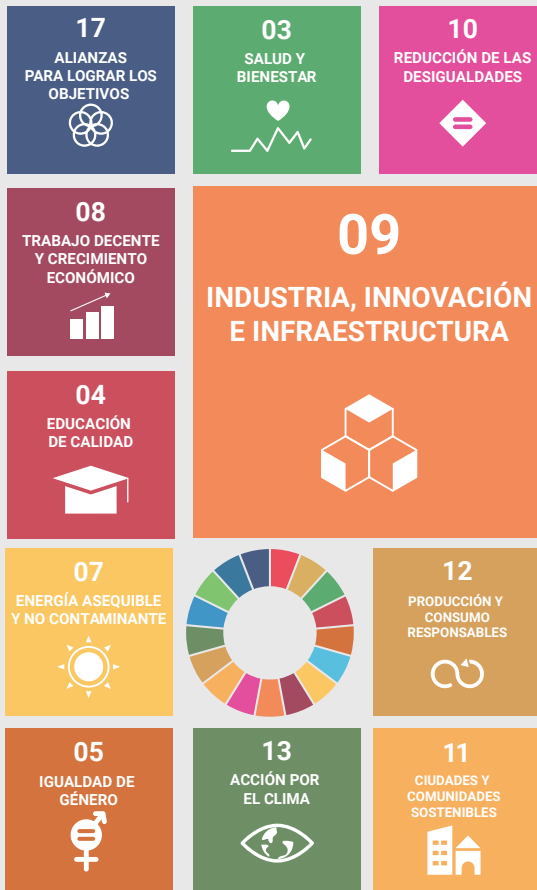 17
ALIANZAS
PARA LOGRAR LOS
OBJETIVOS
03
SALUD Y
BIENESTAR
10
REDUCCIÓN DE LAS
DESIGUALDADES
08
TRABAJO DECENTE
Y CRECIMIENTO
ECONÓMICO
09
INDUSTRIA, INNOVACIÓN
E INFRAESTRUCTURA
04
EDUCACIÓN
DE CALIDAD
07
ENERGÍA ASEQUIBLE
Y NO CONTAMINANTE
12
PRODUCCIÓN Y
CONSUMO
RESPONSABLES
05
IGUALDAD DE
GÉNERO
13
ACCIÓN POR
EL CLIMA
11
CIUDADES Y
COMUNIDADES
SOSTENIBLES